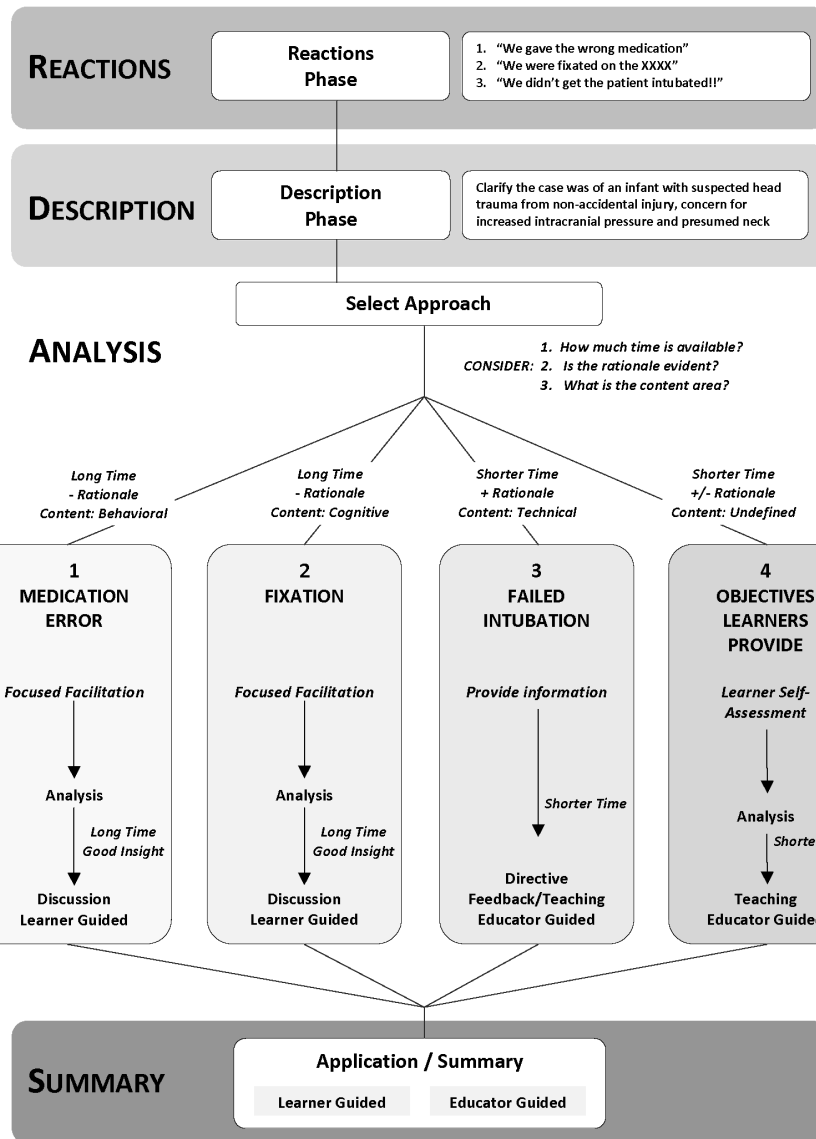 REACTIONS
Reactions
Phase
1. “We gave the wrong medication”
2. “We were fixated on the XXXX”
3. “We didn’t get the patient intubated!!”
DESCRIPTION
Description
Phase
Clarify the case was of an infant with suspected head
trauma from non-accidental injury, concern for
increased intracranial pressure and presumed neck
Select Approach
ANALYSIS
CONSIDER:
1. How much time is available?
2. Is the rationale evident?
3. What is the content area?
Long Time
- Rationale
Content: Behavioral
Long Time
- Rationale
Content: Cognitive
Shorter Time
+ Rationale
Content: Technical
Shorter Time
+/- Rationale
Content: Undefined
1
MEDICATION
ERROR
Focused Facilitation
Analysis
Long Time
Good Insight
Discussion
Learner Guided
2
FIXATION
Focused Facilitation
Analysis
Long Time
Good Insight
Discussion
Learner Guided
3
FAILED
INTUBATION
Provide information
Shorter Time
Directive
Feedback/Teaching
Educator Guided
4
OBJECTIVES
LEARNERS
PROVIDE
Learner Self-
Assessment
Analysis
Shorte
Teaching
Educator Guided
SUMMARY
Application / Summary
Learner Guided
Educator Guided